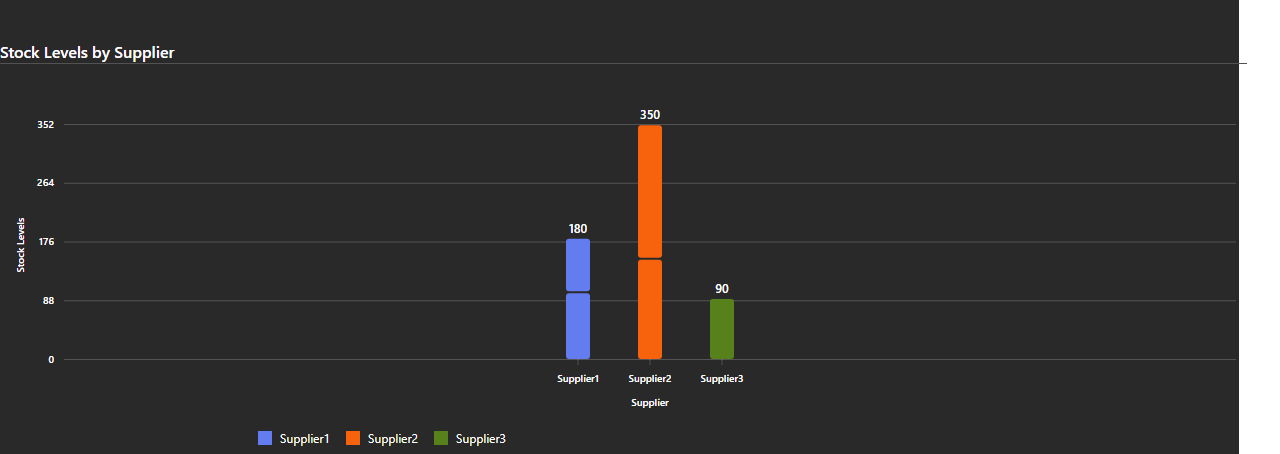 Stock Levels by Supplier
350
352
264
180
176
90
88
0
Stock Levels
Supplier1 Supplier2 Supplier3
Supplier
Supplier1 Supplier2 Supplier3